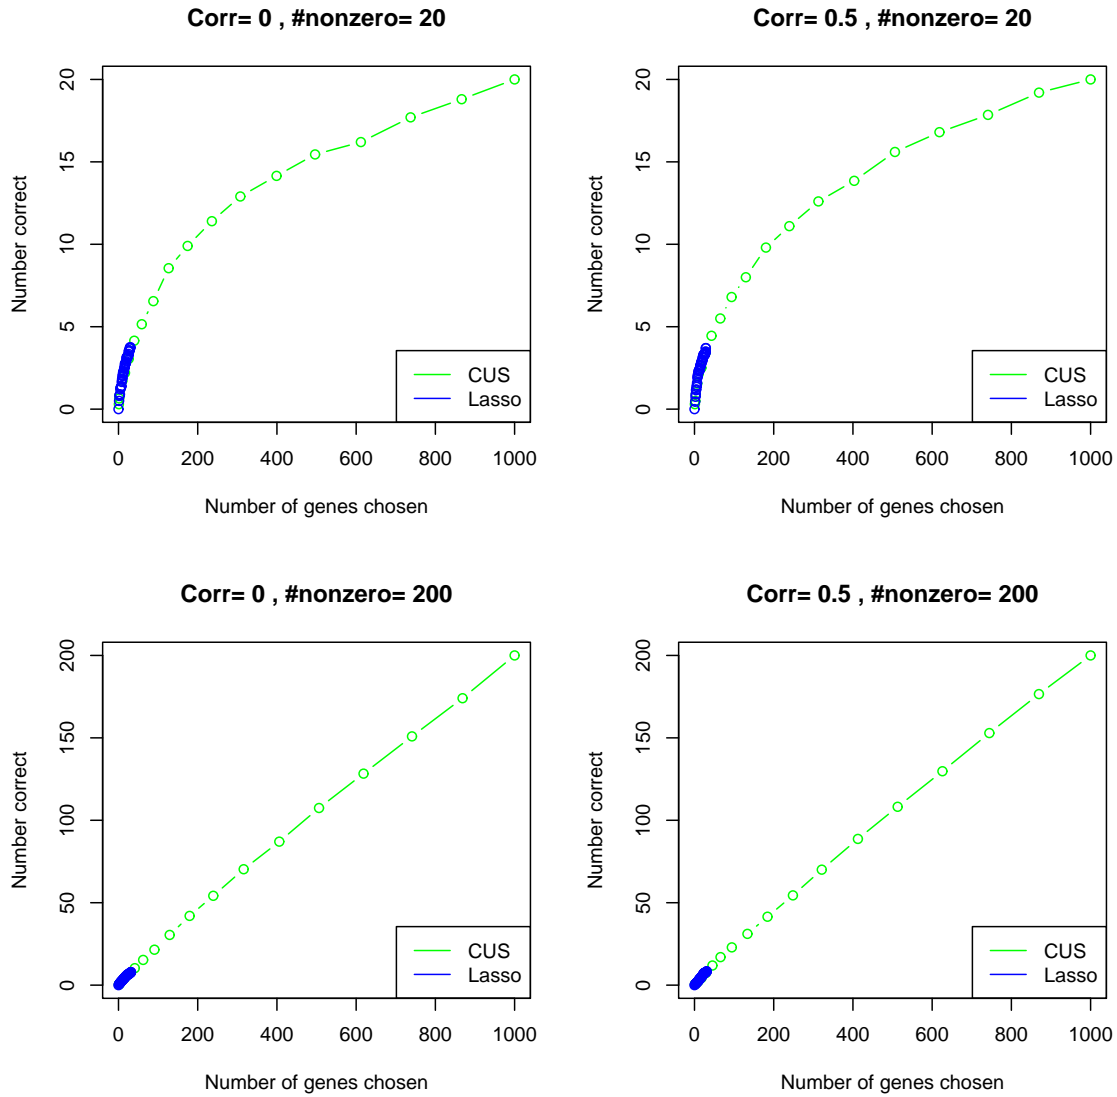 Corr= 0 , #nonzero= 20
Number correct
20
15
10
5
0
CUS
Lasso
0 200 400 600 800 1000
Number of genes chosen
Corr= 0.5 , #nonzero= 20
Number correct
20
15
10
5
0
CUS
Lasso
0 200 400 600 800 1000
Number of genes chosen
Corr= 0 , #nonzero= 200
Number correct
200
150
100
50
0
CUS
Lasso
0 200 400 600 800 1000
Number of genes chosen
Corr= 0.5 , #nonzero= 200
Number correct
200
150
100
50
0
CUS
Lasso
0 200 400 600 800 1000
Number of genes chosen